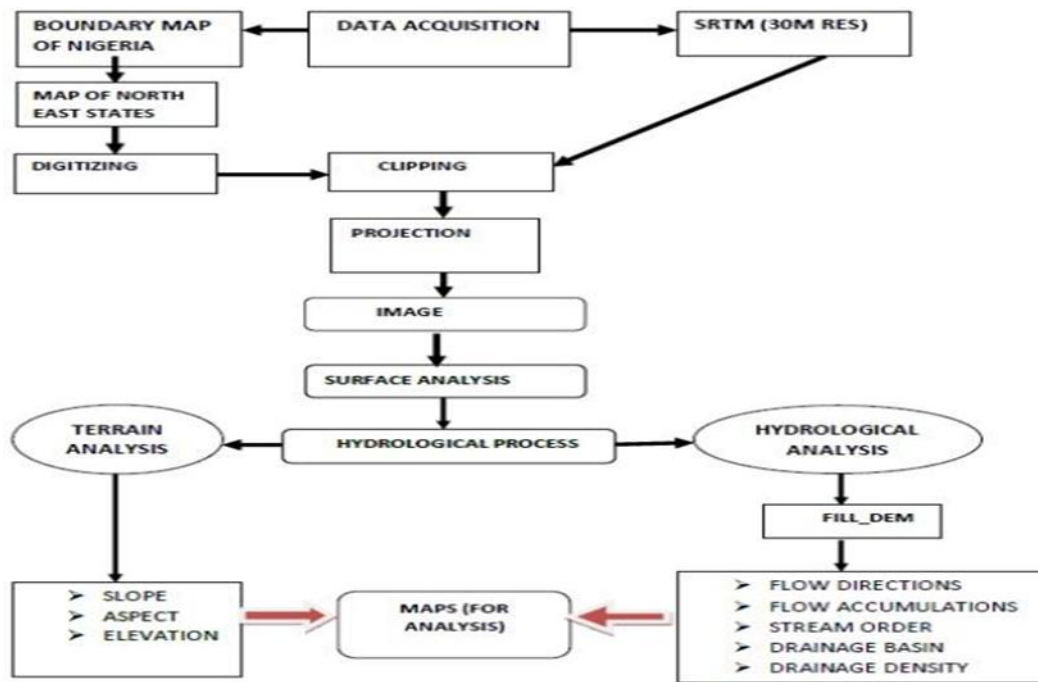 BOUNDARY MAP
OF NIGERIA
DATA ACQUISITION
SRTM (30M RES)
MAP OF NORTH
EAST STATES
DIGITIZING
CLIPPING
PROJECTION
IMAGE
SURFACE ANALYSIS
TERRAIN
ANALYSIS
HYDROLOGICAL PROCESS
HYDROLOGICAL
ANALYSIS
FILL_DEM
➤ SLOPE
➤ ASPECT
➤ ELEVATION
MAPS (FOR
ANALYSIS)
➤ FLOW DIRECTIONS
➤ FLOW ACCUMULATIONS
➤ STREAM ORDER
➤ DRAINAGE BASIN
➤ DRAINAGE DENSITY